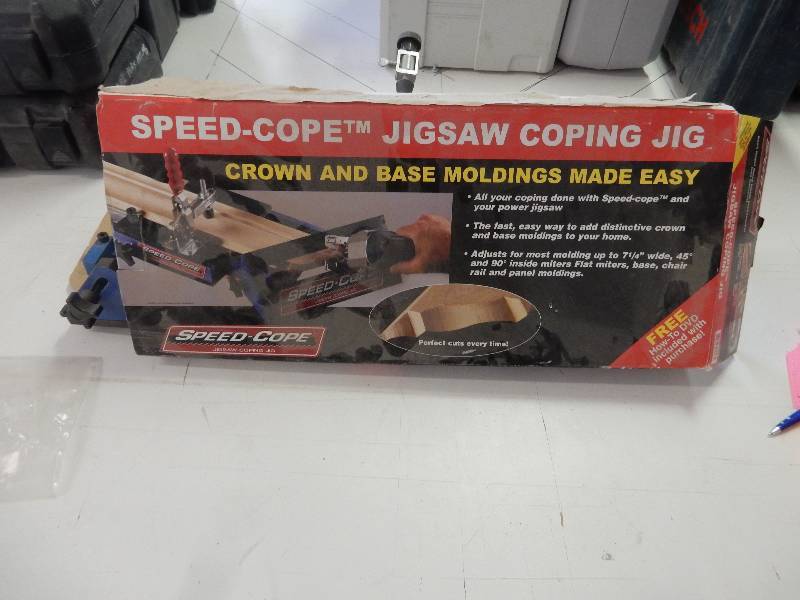 SPEED-COPE™ JIGSAW COPING JIG
CROWN AND BASE MOLDINGS MADE EASY
• All your coping done with Speed-cope™ and
your power jigsaw
• The fast, easy way to add distinctive crown
and base moldings to your home.
• Adjusts for most molding up to 7 1/4" wide, 45°
and 90° inside miters Flat miters, base, chair
rail and panel moldings.
SPEED-COPE
SPEED-COPE
Perfect cuts every time!
SPEED-COPE
JIGSAW COPING JIG
FREE
How-To DVD
included with
purchase!